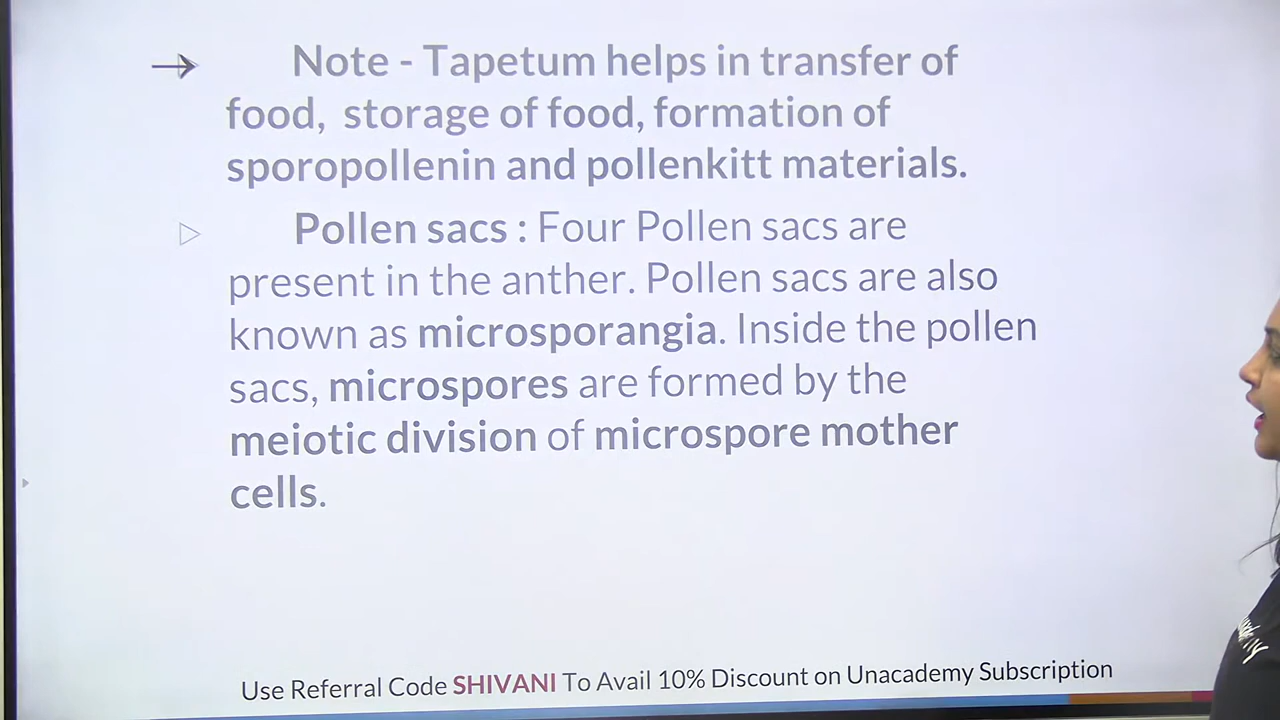 Note - Tapetum helps in transfer of
food, storage of food, formation of
sporopollenin and pollenkitt materials.
Pollen sacs : Four Pollen sacs are
present in the anther. Pollen sacs are also
known as microsporangia. Inside the pollen
sacs, microspores are formed by the
meiotic division of microspore mother
cells.
Use Referral Code SHIVANI To Avail 10% Discount on Unacademy Subscription